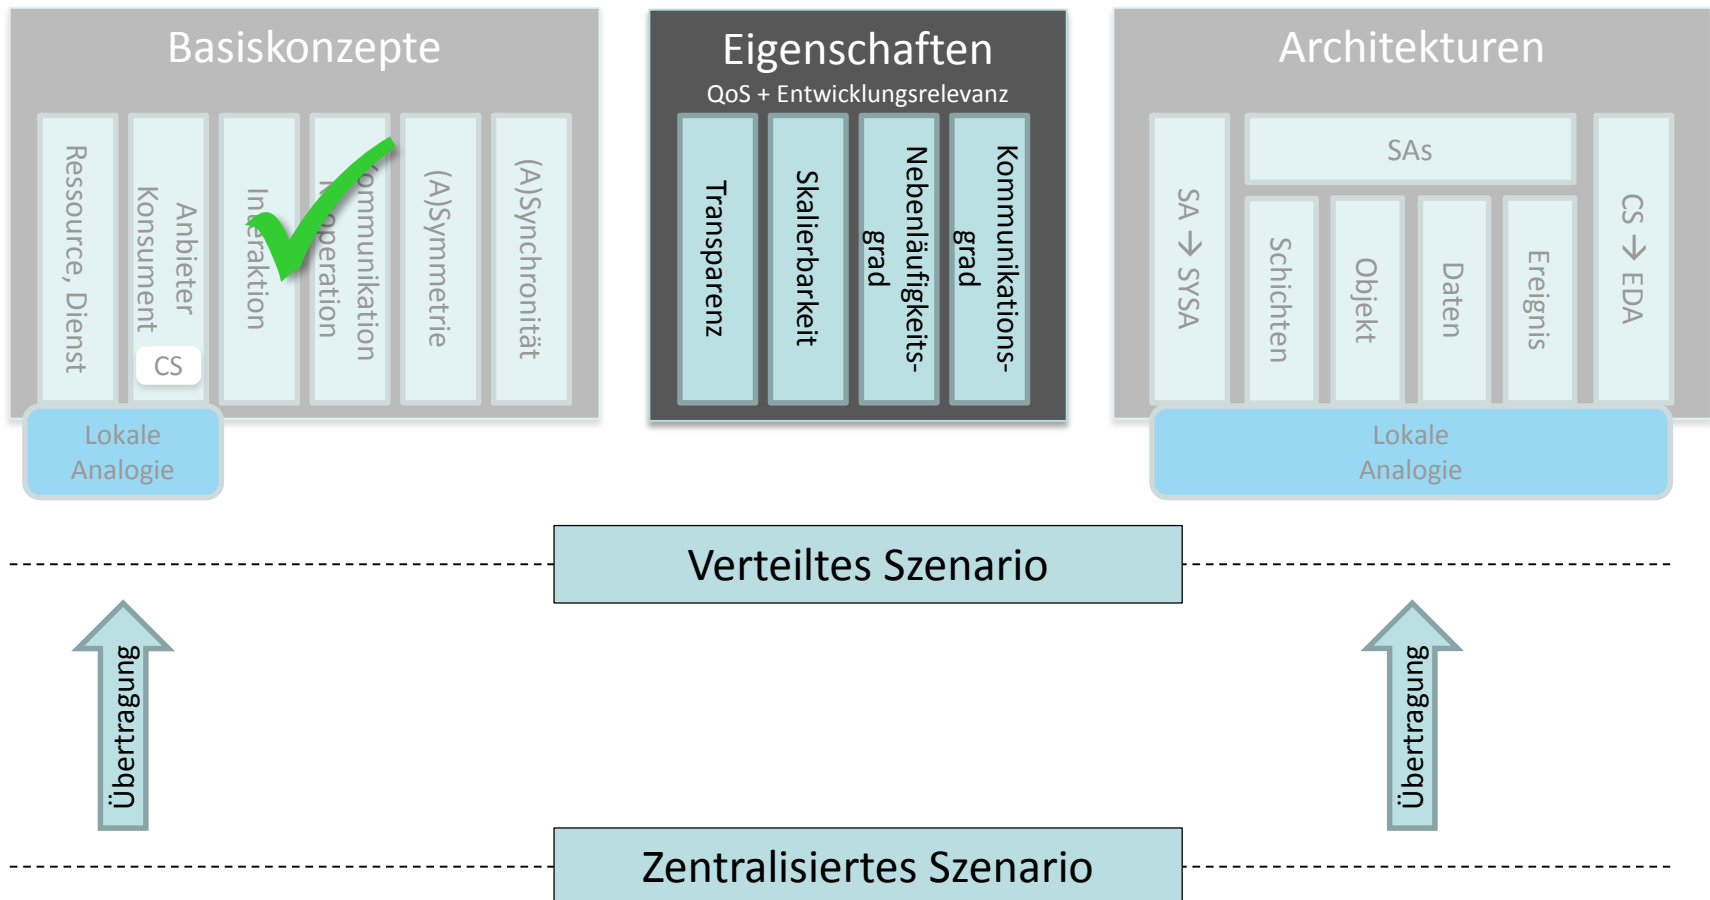 Basiskonzepte
Ressource, Dienst
Anbieter
Konsument
CS
Interaktion
Kommunikation
Kooperation
(A)Symmetrie
(A)Synchronität
Lokale
Analogie
Eigenschaften
QoS + Entwicklungsrelevanz
Transparenz
Skalierbarkeit
Nebenläufigkeits-
grad
Kommunikations-
grad
Architekturen
SA → SYSA
SAs
Schichten
Objekt
Daten
Ereignis
CS → EDA
Lokale
Analogie
Verteiltes Szenario
Übertragung
Übertragung
Zentralisiertes Szenario